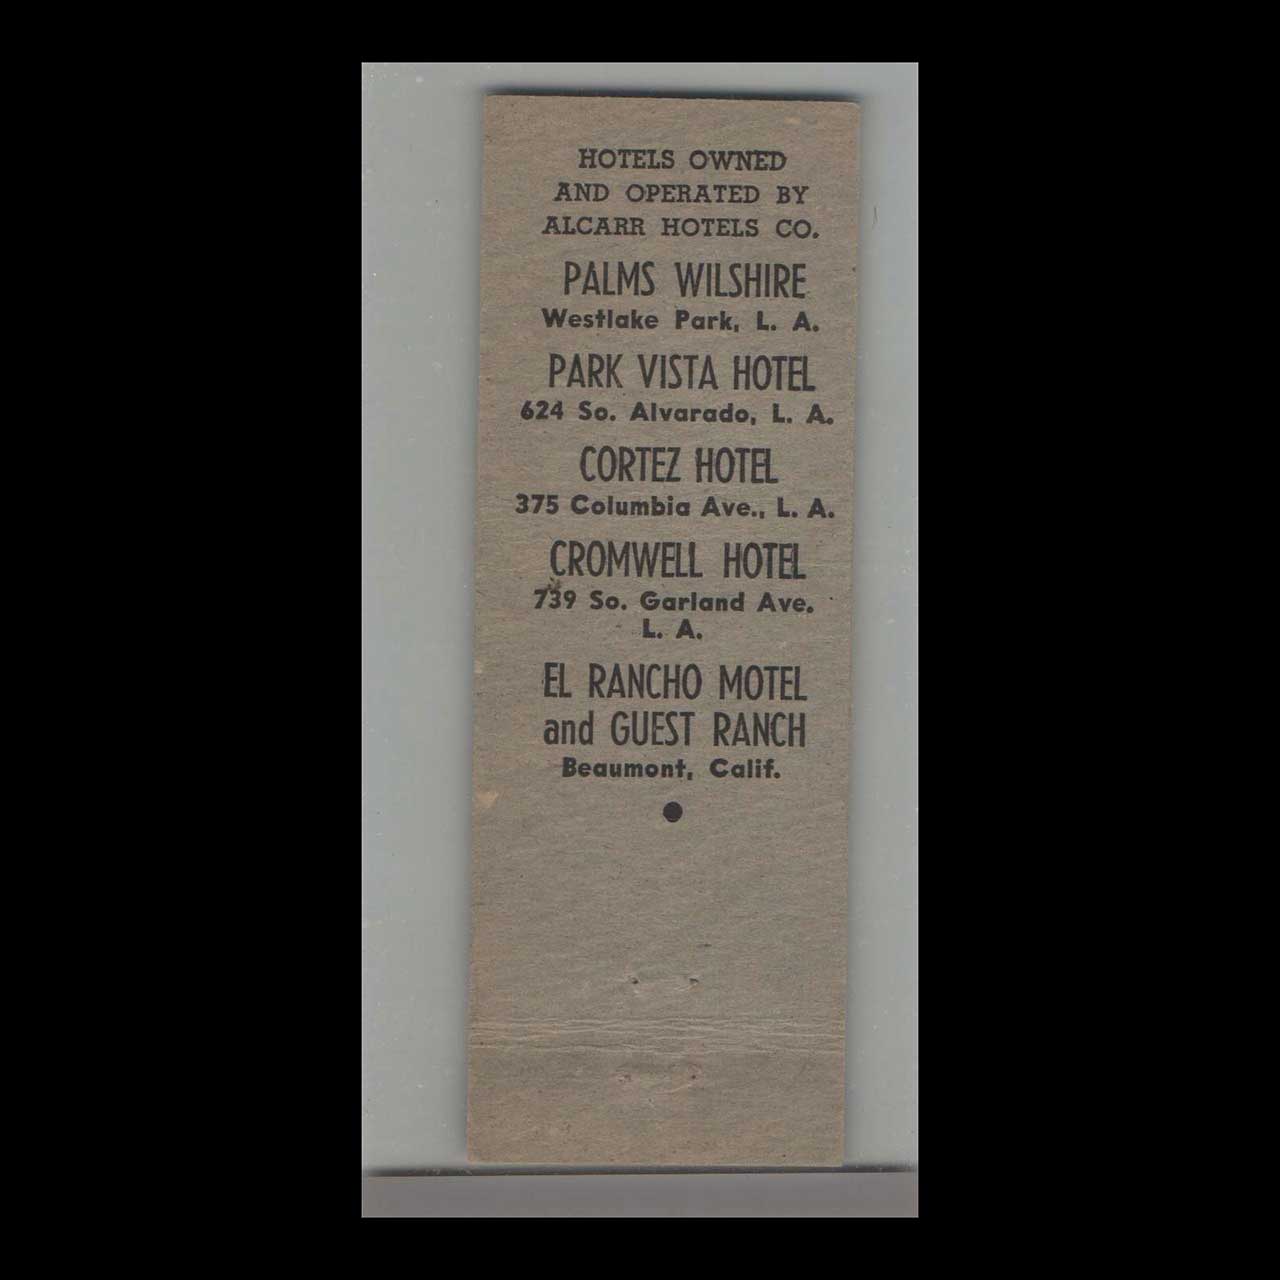 HOTELS OWNED
AND OPERATED BY
ALCARR HOTELS CO.
PALMS WILSHIRE
Westlake Park, L. A.
PARK VISTA HOTEL
624 So. Alvarado, L. A.
CORTEZ HOTEL
375 Columbia Ave., L. A.
CROMWELL HOTEL
739 So. Garland Ave.
L. A.
EL RANCHO MOTEL
and GUEST RANCH
Beaumont, Calif.